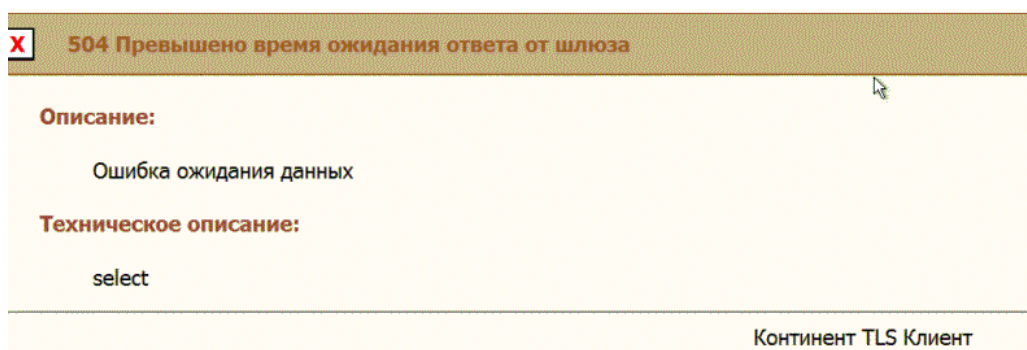 X
504 Превышено время ожидания ответа от шлюза
Описание:
Ошибка ожидания данных
Техническое описание:
select
Континент TLS Клиент